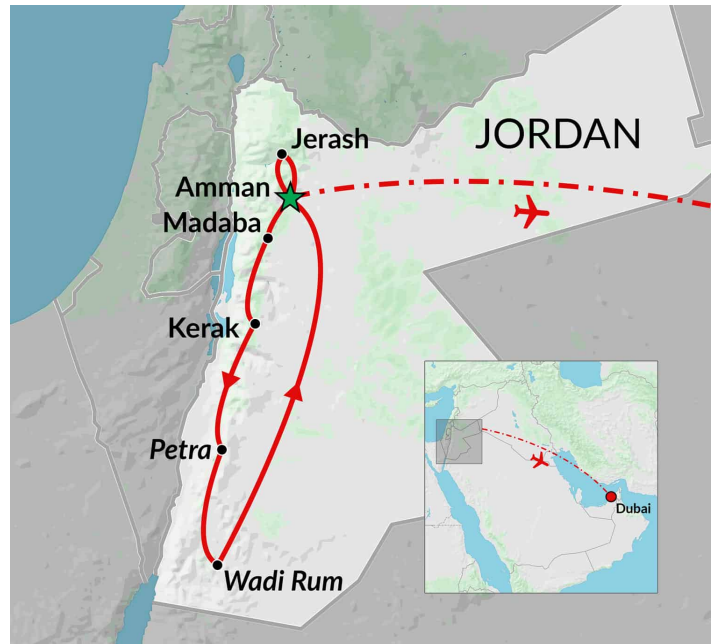 Jerash
JORDAN
Amman
Madaba
Kerak
Petra
Wadi Rum
Dubai